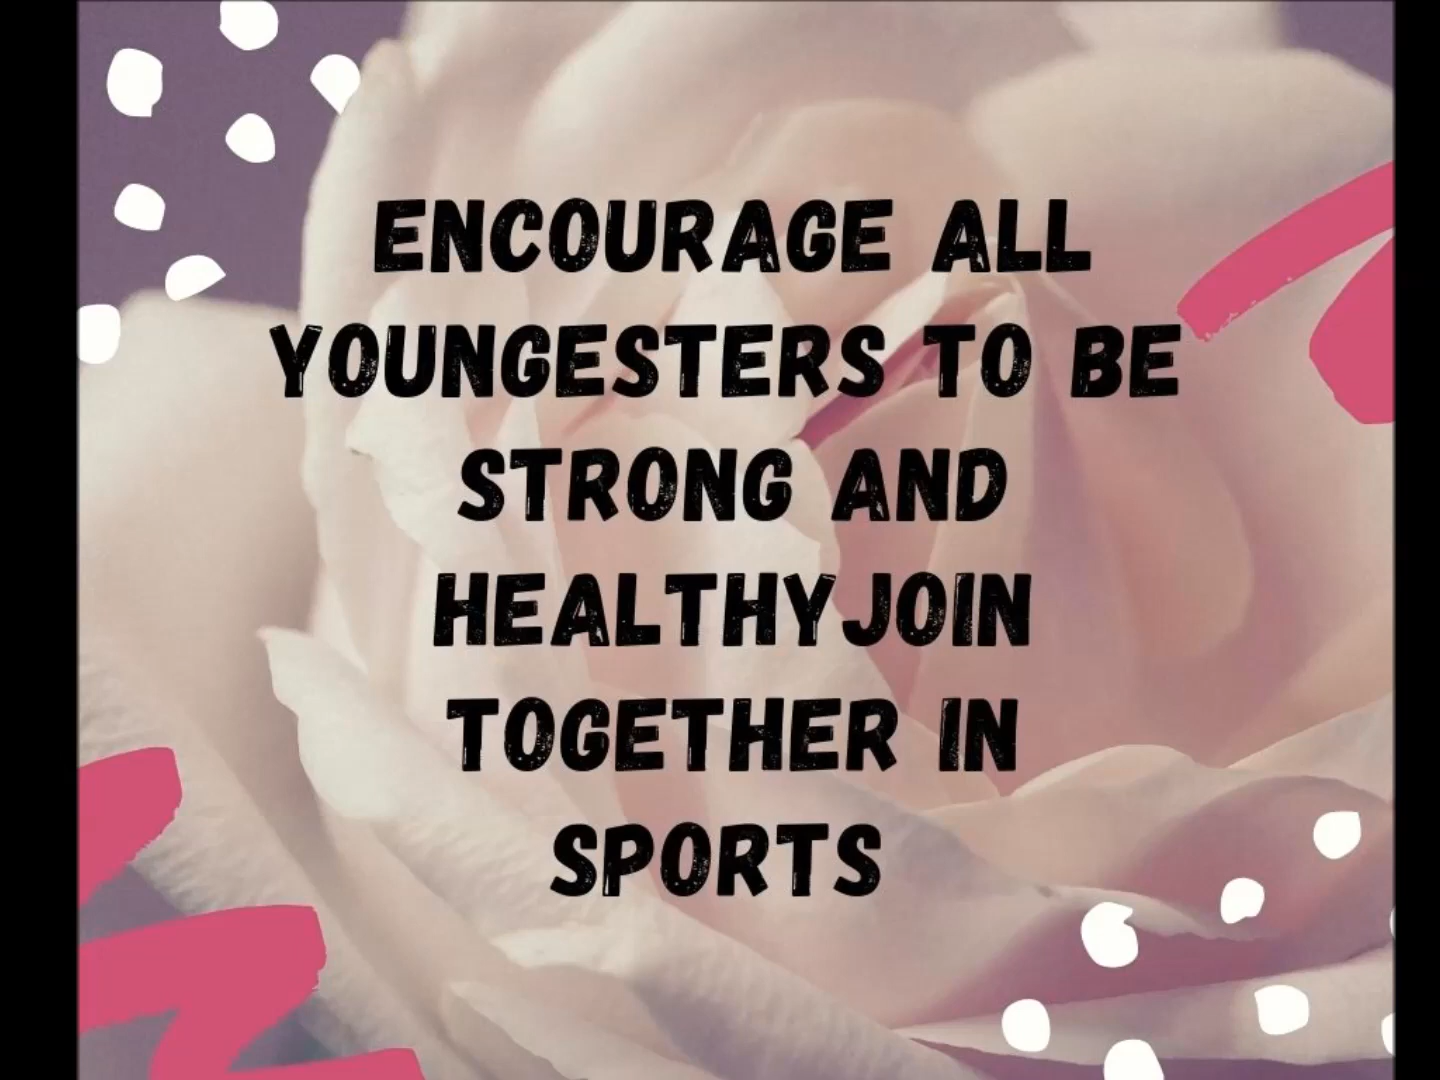 ENCOURAGE ALL
YOUNGESTERS TO BE
STRONG AND
HEALTHYJOIN
TOGETHER IN
SPORTS